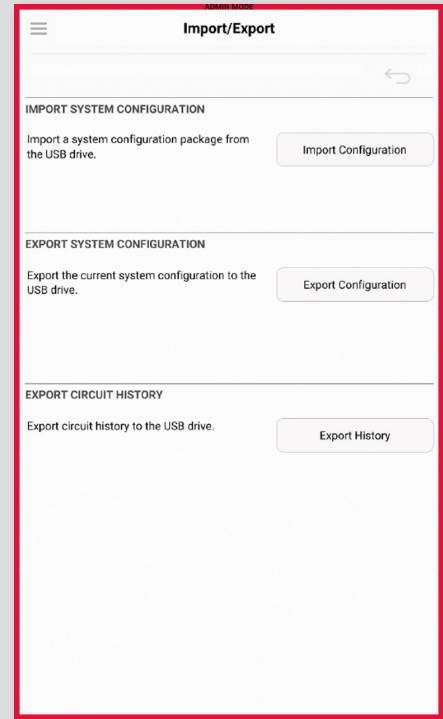 ADMIN MODE
Import/Export
IMPORT SYSTEM CONFIGURATION
Import a system configuration package from
the USB drive.
Import Configuration
EXPORT SYSTEM CONFIGURATION
Export the current system configuration to the
USB drive.
Export Configuration
EXPORT CIRCUIT HISTORY
Export circuit history to the USB drive.
Export History